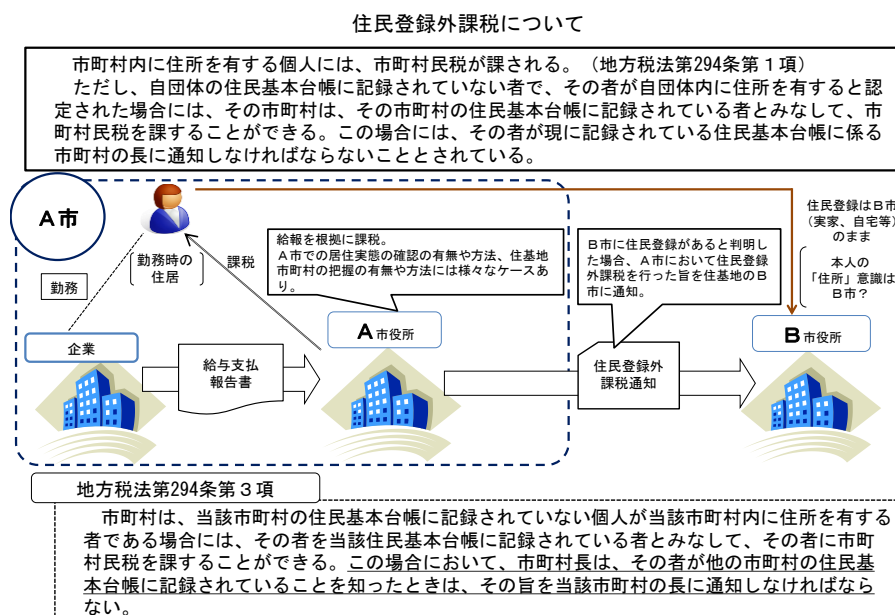 住民登録外課税について
市町村内に住所を有する個人には、市町村民税が課される。（地方税法第294条第１項）
ただし、自団体の住民基本台帳に記録されていない者で、その者が自団体内に住所を有すると認
定された場合には、その市町村は、その市町村の住民基本台帳に記録されている者とみなして、市
町村民税を課することができる。この場合には、その者が現に記録されている住民基本台帳に係る
市町村の長に通知しなければならないこととされている。
Ａ市
勤務時の
住居
課税
勤務
給報を根拠に課税。
Ａ市での居住実態の確認の有無や方法、住基地
市町村の把握の有無や方法には様々なケースあ
り。
Ｂ市に住民登録があると判明し
た場合、Ａ市において住民登録
外課税を行った旨を住基地のＢ
市に通知。
住民登録はＢ市
（実家、自宅等）
のまま
本人の
「住所」意識は
Ｂ市？
企業
給与支払
報告書
Ａ市役所
住民登録外
課税通知
Ｂ市役所
地方税法第294条第３項
市町村は、当該市町村の住民基本台帳に記録されていない個人が当該市町村内に住所を有する
者である場合には、その者を当該住民基本台帳に記録されている者とみなして、その者に市町
村民税を課することができる。この場合において、市町村長は、その者が他の市町村の住民基
本台帳に記録されていることを知ったときは、その旨を当該市町村の長に通知しなければなら
ない。